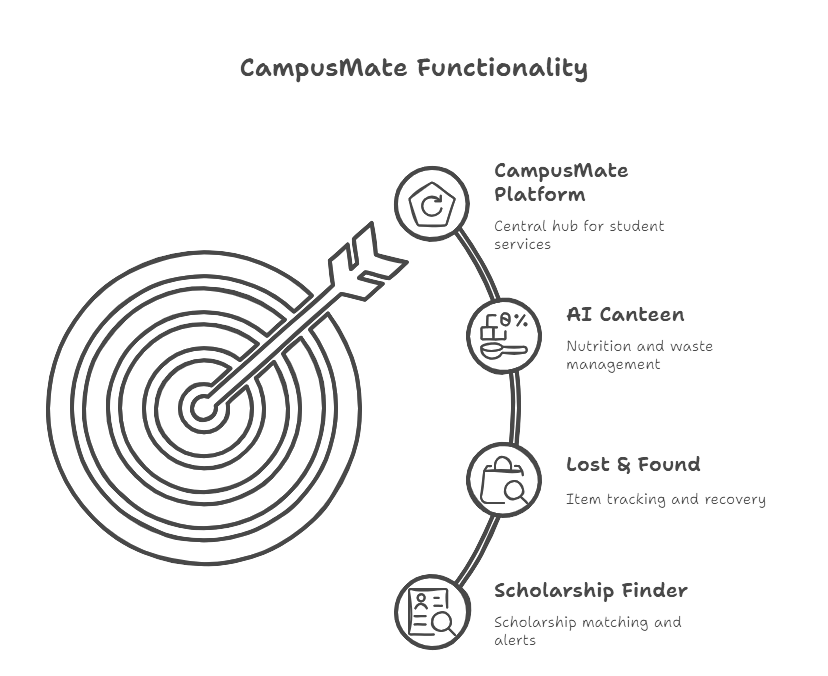 CampusMate Functionality
CampusMate
Platform
Central hub for student
services
AI Canteen
0%
Nutrition and waste
management
Lost & Found
Item tracking and recovery
Scholarship Finder
Scholarship matching and
alerts